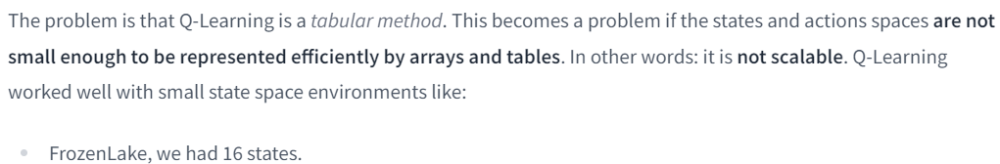 The problem is that Q-Learning is a tabular method. This becomes a problem if the states and actions spaces are not
small enough to be represented efficiently by arrays and tables. In other words: it is not scalable. Q-Learning
worked well with small state space environments like:
• FrozenLake, we had 16 states.